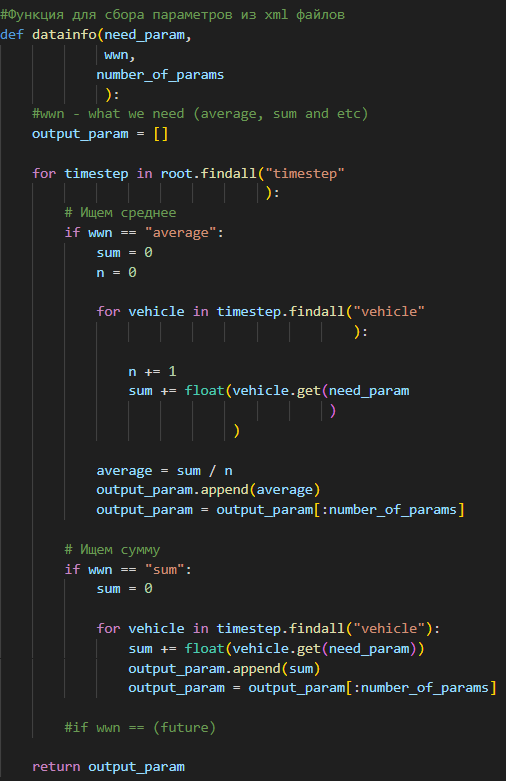 #Функция для сбора параметров из xml файлов
def datainfo(need_param,
             wwn,
            number_of_params
             ):
    #wwn - what we need (average, sum and etc)
    output_param = []

    for timestep in root.findall("timestep"
                                 ):
        # Ищем среднее
        if wwn == "average":
            sum = 0
            n = 0

            for vehicle in timestep.findall("vehicle"
                                            ):

                n += 1
                sum += float(vehicle.get(need_param
                                         )
                             )

            average = sum / n
            output_param.append(average)
            output_param = output_param[:number_of_params]

        # Ищем сумму
        if wwn == "sum":
            sum = 0

            for vehicle in timestep.findall("vehicle"):
                sum += float(vehicle.get(need_param))
                output_param.append(sum)
                output_param = output_param[:number_of_params]

        #if wwn == (future)

    return output_param